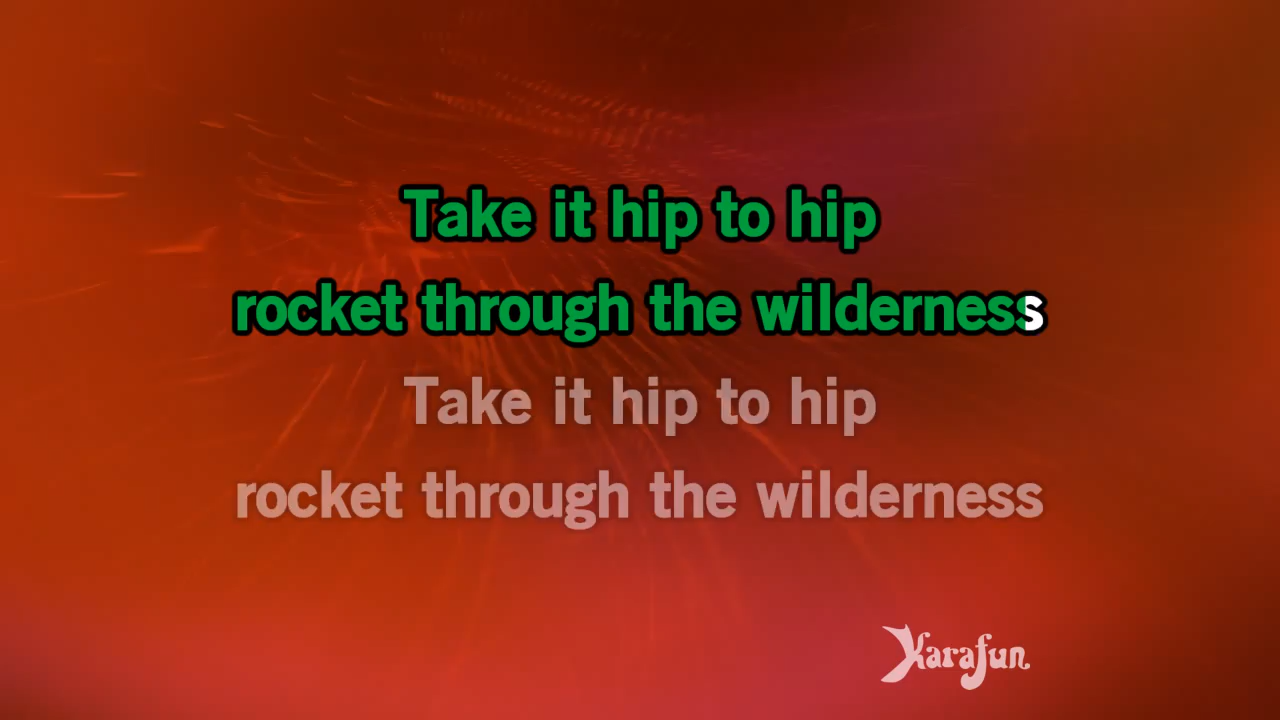 Take it hip to hip
rocket through the wilderness
Take it hip to hip
rocket through the wilderness
Karafun